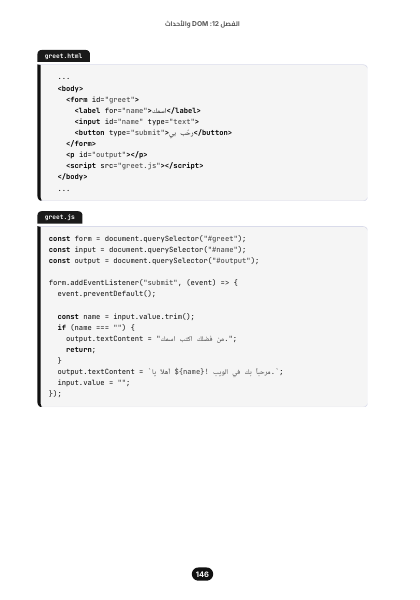 الفصل 12: DOM والأحداث
greet.html
...
<body>
<form id="greet">
<label for="name">اسمك</label>
<input id="name" type="text">
<button type="submit">رحّب بي</button>
</form>
<p id="output"></p>
<script src="greet.js"></script>
</body>
...
greet.js
const form = document.querySelector("#greet");
const input = document.querySelector("#name");
const output = document.querySelector("#output");
form.addEventListener("submit", (event) => {
event.preventDefault();
const name = input.value.trim();
if (name === "") {
output.textContent = "من فضلك اكتب اسمك.";
return;
}
output.textContent = `أهلا يا ${name}! مرحباً بك في الويب.`;
input.value = "";
});
146